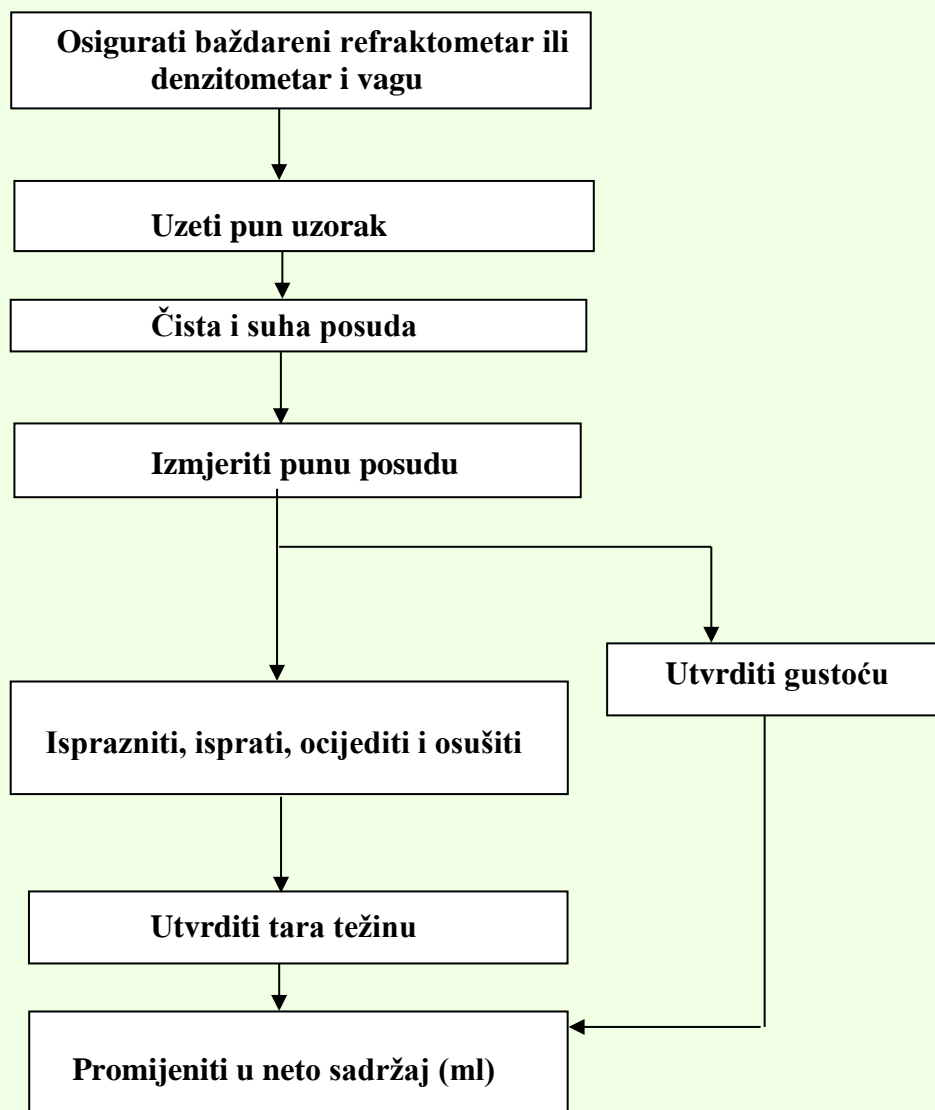 Osigurati baždareni refraktometar ili
denzitometar i vagu
Uzeti pun uzorak
Čista i suha posuda
Izmjeriti punu posudu
Utvrditi gustoću
Isprazniti, isprati, ocijediti i osušiti
Utvrditi tara težinu
Promijeniti u neto sadržaj (ml)